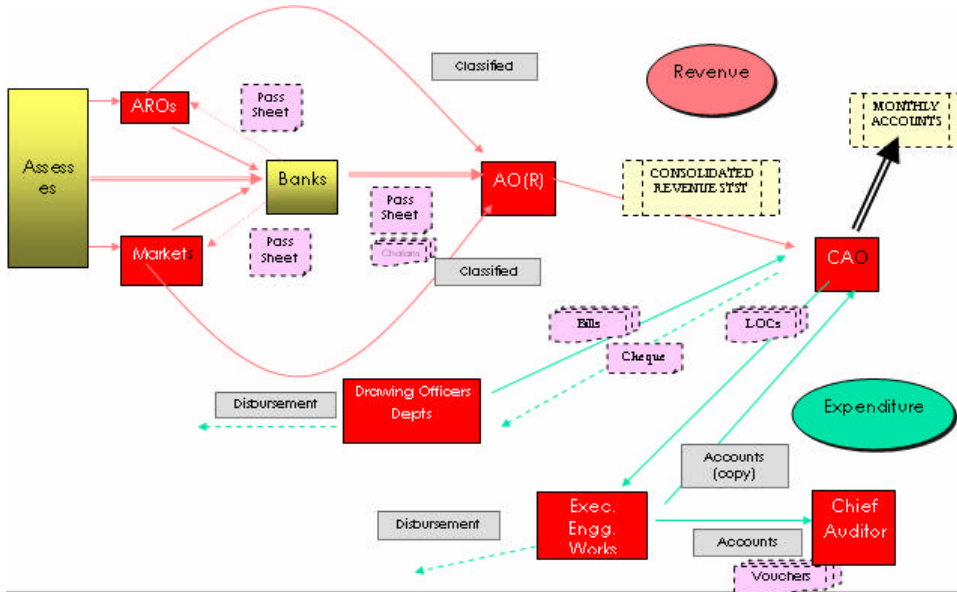 Classified
Revenue
MONTHLY
ACCOUNTS
AROs
Pass
Sheet
Assess
es
Banks
AO(R)
CONSOLIDATED
REVENUE STST
Pass
Sheet
Chalans
Markets
Pass
Sheet
Classified
CAO
Bills
LOCs
Cheque
Drawing Officers
Depts
Disbursement
Expenditure
Accounts
(copy)
Exec.
Engg.
Works
Disbursement
Chief
Auditor
Accounts
Vouchers